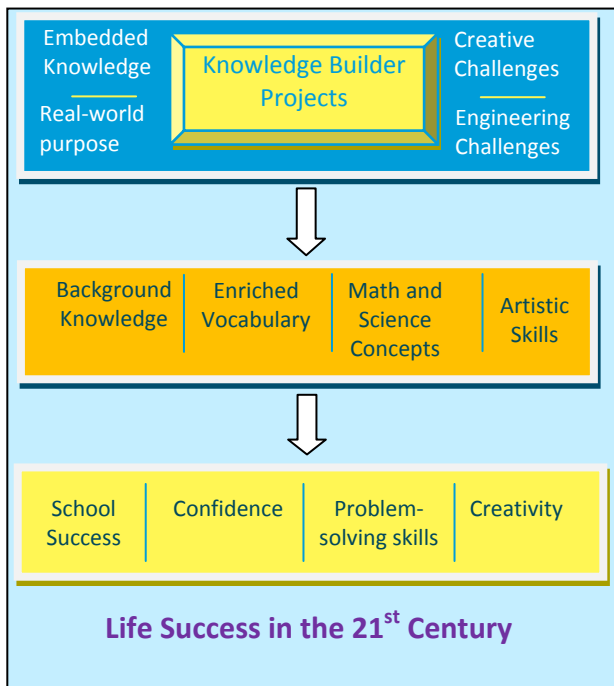 Embedded
Knowledge
Real-world
purpose
Knowledge Builder
Projects
Creative
Challenges
Engineering
Challenges
Background
Knowledge
Enriched
Vocabulary
Math and
Science
Concepts
Artistic
Skills
School
Success
Confidence
Problem-
solving skills
Creativity
Life Success in the 21st Century